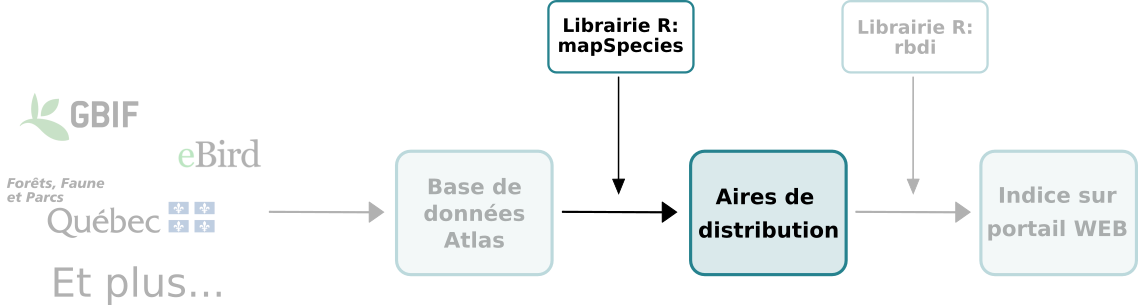 Librairie R:
mapSpecies
Librairie R:
rbdi
GBIF
eBird
Forêts, Faune
et Parcs
Québec
Et plus...
Base de
données
Atlas
Aires de
distribution
Indice sur
portail WEB